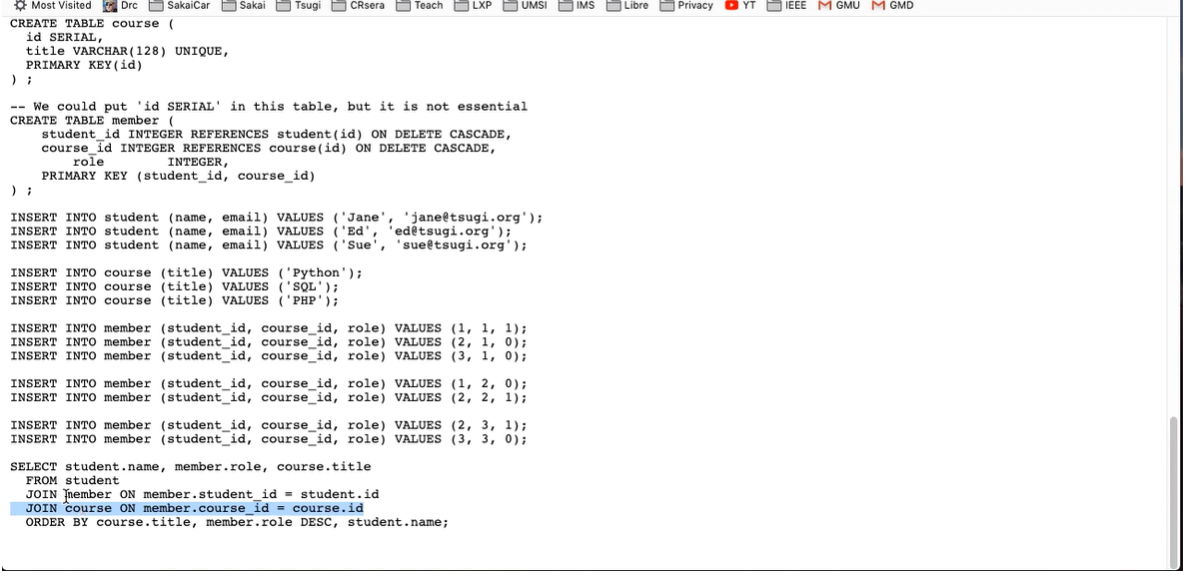 Most Visited Drc SakaiCar Sakai Tsugi CRsera Teach LXP UMSI IMS Libre Privacy YT IEEE GMU GMD
CREATE TABLE course (
  id SERIAL,
  title VARCHAR(128) UNIQUE,
  PRIMARY KEY(id)
) ;
-- We could put 'id SERIAL' in this table, but it is not essential
CREATE TABLE member (
    student_id INTEGER REFERENCES student(id) ON DELETE CASCADE,
    course_id INTEGER REFERENCES course(id) ON DELETE CASCADE,
        role        INTEGER,
    PRIMARY KEY (student_id, course_id)
) ;
INSERT INTO student (name, email) VALUES ('Jane', 'jane@tsugi.org');
INSERT INTO student (name, email) VALUES ('Ed', 'ed@tsugi.org');
INSERT INTO student (name, email) VALUES ('Sue', 'sue@tsugi.org');
INSERT INTO course (title) VALUES ('Python');
INSERT INTO course (title) VALUES ('SQL');
INSERT INTO course (title) VALUES ('PHP');
INSERT INTO member (student_id, course_id, role) VALUES (1, 1, 1);
INSERT INTO member (student_id, course_id, role) VALUES (2, 1, 0);
INSERT INTO member (student_id, course_id, role) VALUES (3, 1, 0);
INSERT INTO member (student_id, course_id, role) VALUES (1, 2, 0);
INSERT INTO member (student_id, course_id, role) VALUES (2, 2, 1);
INSERT INTO member (student_id, course_id, role) VALUES (2, 3, 1);
INSERT INTO member (student_id, course_id, role) VALUES (3, 3, 0);
SELECT student.name, member.role, course.title
  FROM student
  JOIN member ON member.student_id = student.id
  JOIN course ON member.course_id = course.id
  ORDER BY course.title, member.role DESC, student.name;